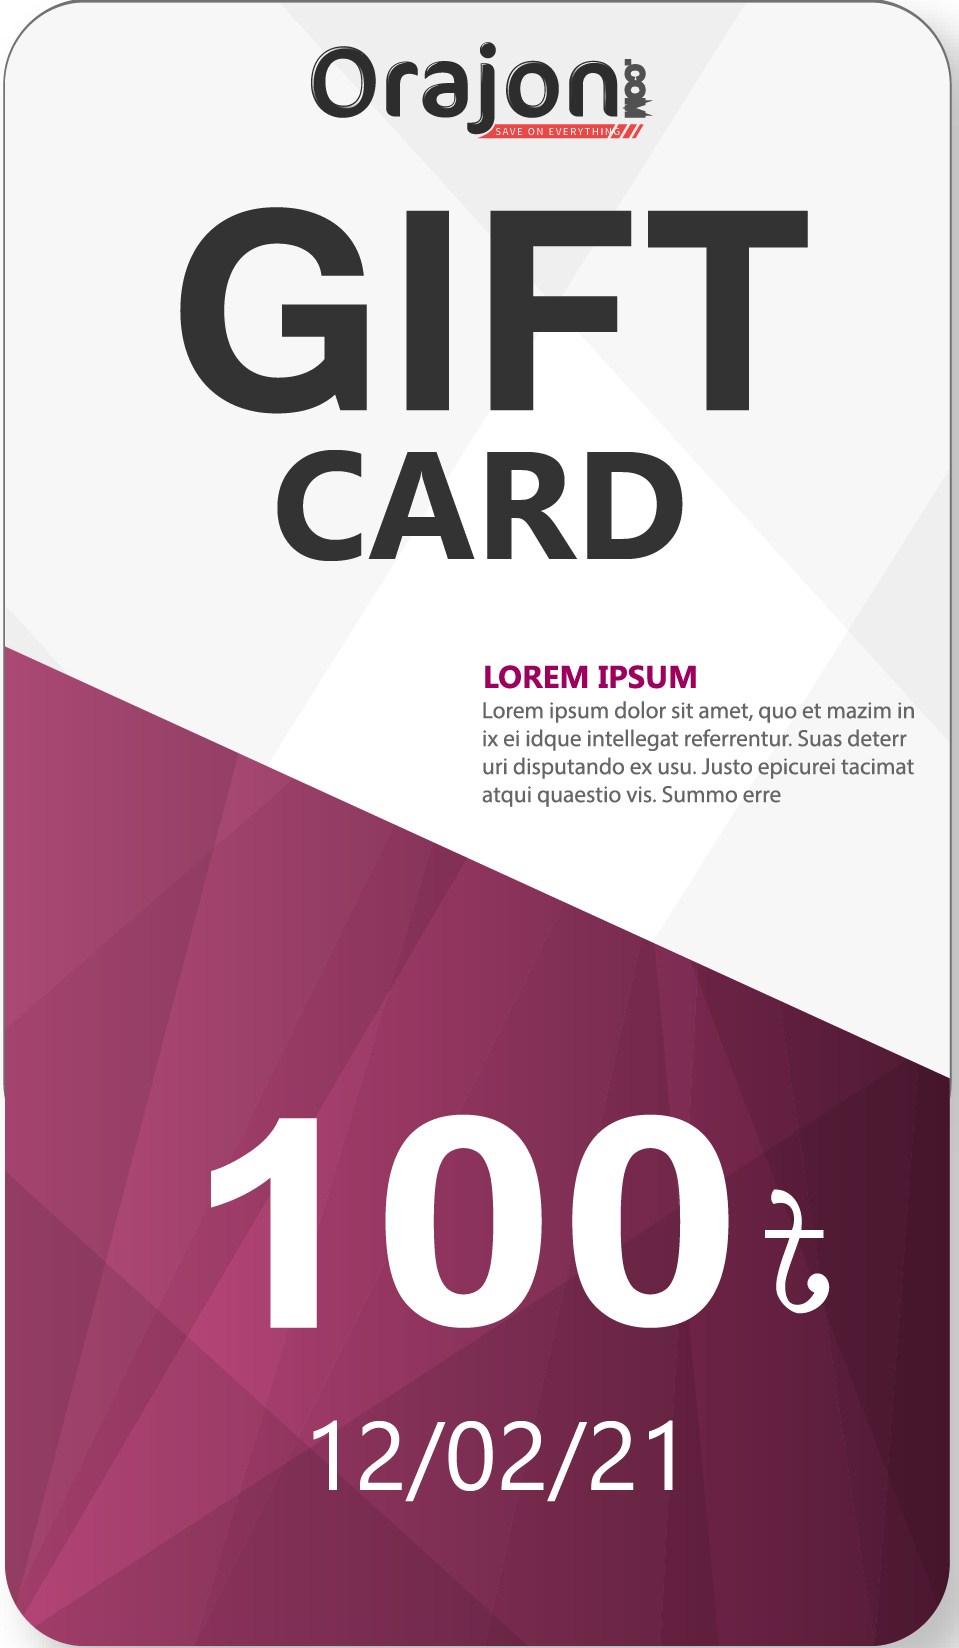 Orajon.com
SAVE ON EVERYTHING
GIFT
CARD
LOREM IPSUM
Lorem ipsum dolor sit amet, quo et mazim in
ix ei idque intellegat referrentur. Suas deterr
uri disputando ex usu. Justo epicurei tacimat
atqui quaestio vis. Summo erre
100 ৳
12/02/21